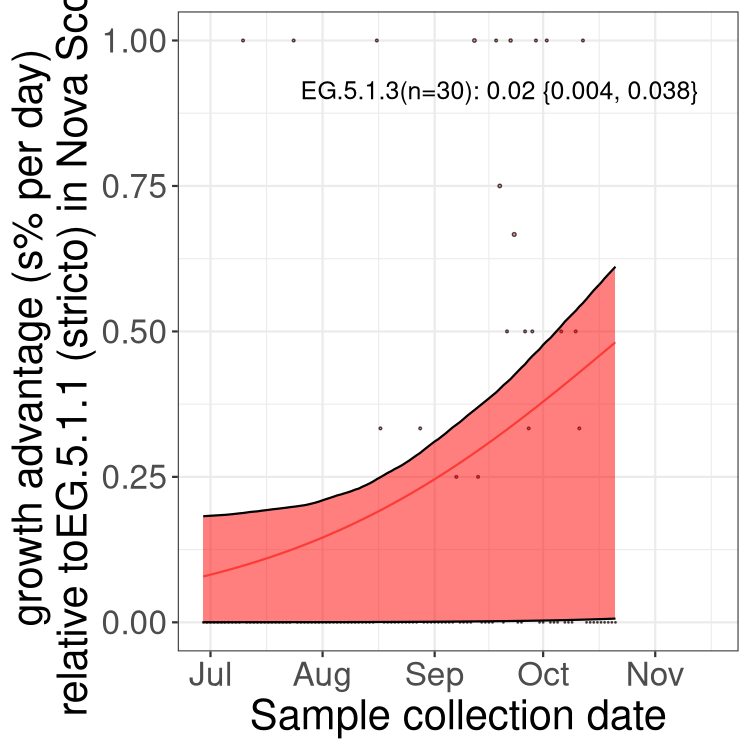 growth advantage (s% per day)
relative toEG.5.1.1 (stricto) in Nova
1.00
0.75
0.50
0.25
0.00
EG.5.1.3(n=30): 0.02 {0.004, 0.038}
Jul Aug Sep Oct Nov
Sample collection date